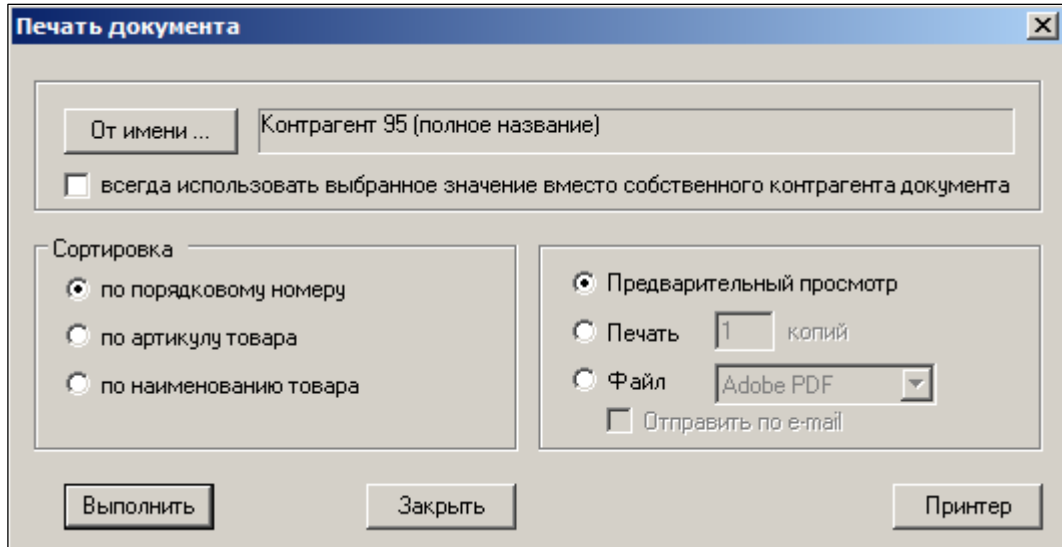 Печать документа
От имени ...
Контрагент 95 (полное название)
всегда использовать выбранное значение вместо собственного контрагента документа
Сортировка
по порядковому номеру
по артикулу товара
по наименованию товара
Предварительный просмотр
Печать 1 копий
Файл Adobe PDF
Отправить по e-mail
Выполнить
Закрыть
Принтер